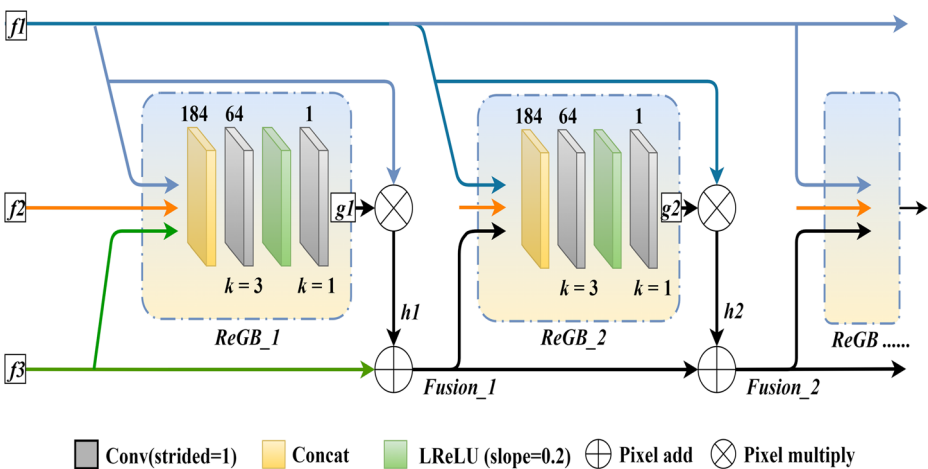 f1
184 64 1
184 64 1
f2
g1
g2
k = 3 k = 1
k = 3 k = 1
h1
h2
ReGB_1
ReGB_2
ReGB ......
f3
Fusion_1
Fusion_2
Conv(strided=1)
Concat
LReLU (slope=0.2)
Pixel add
Pixel multiply